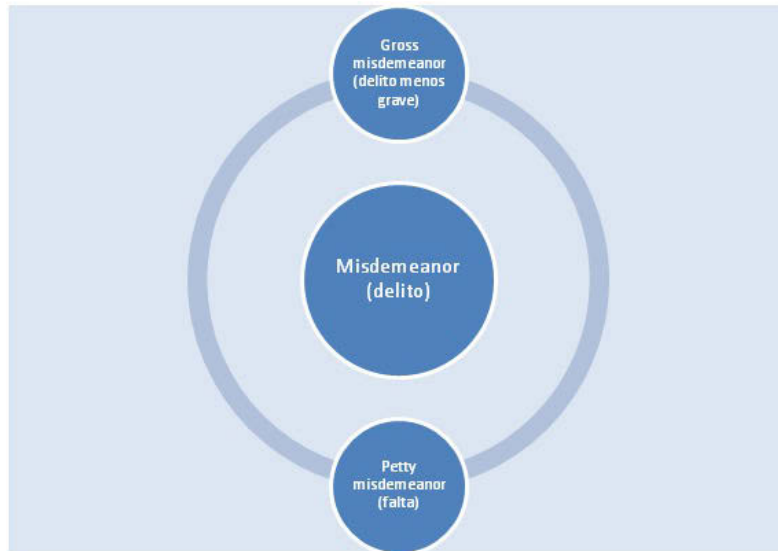 Gross
misdemeanor
(delito menos
grave)
Misdemeanor
(delito)
Petty
misdemeanor
(falta)